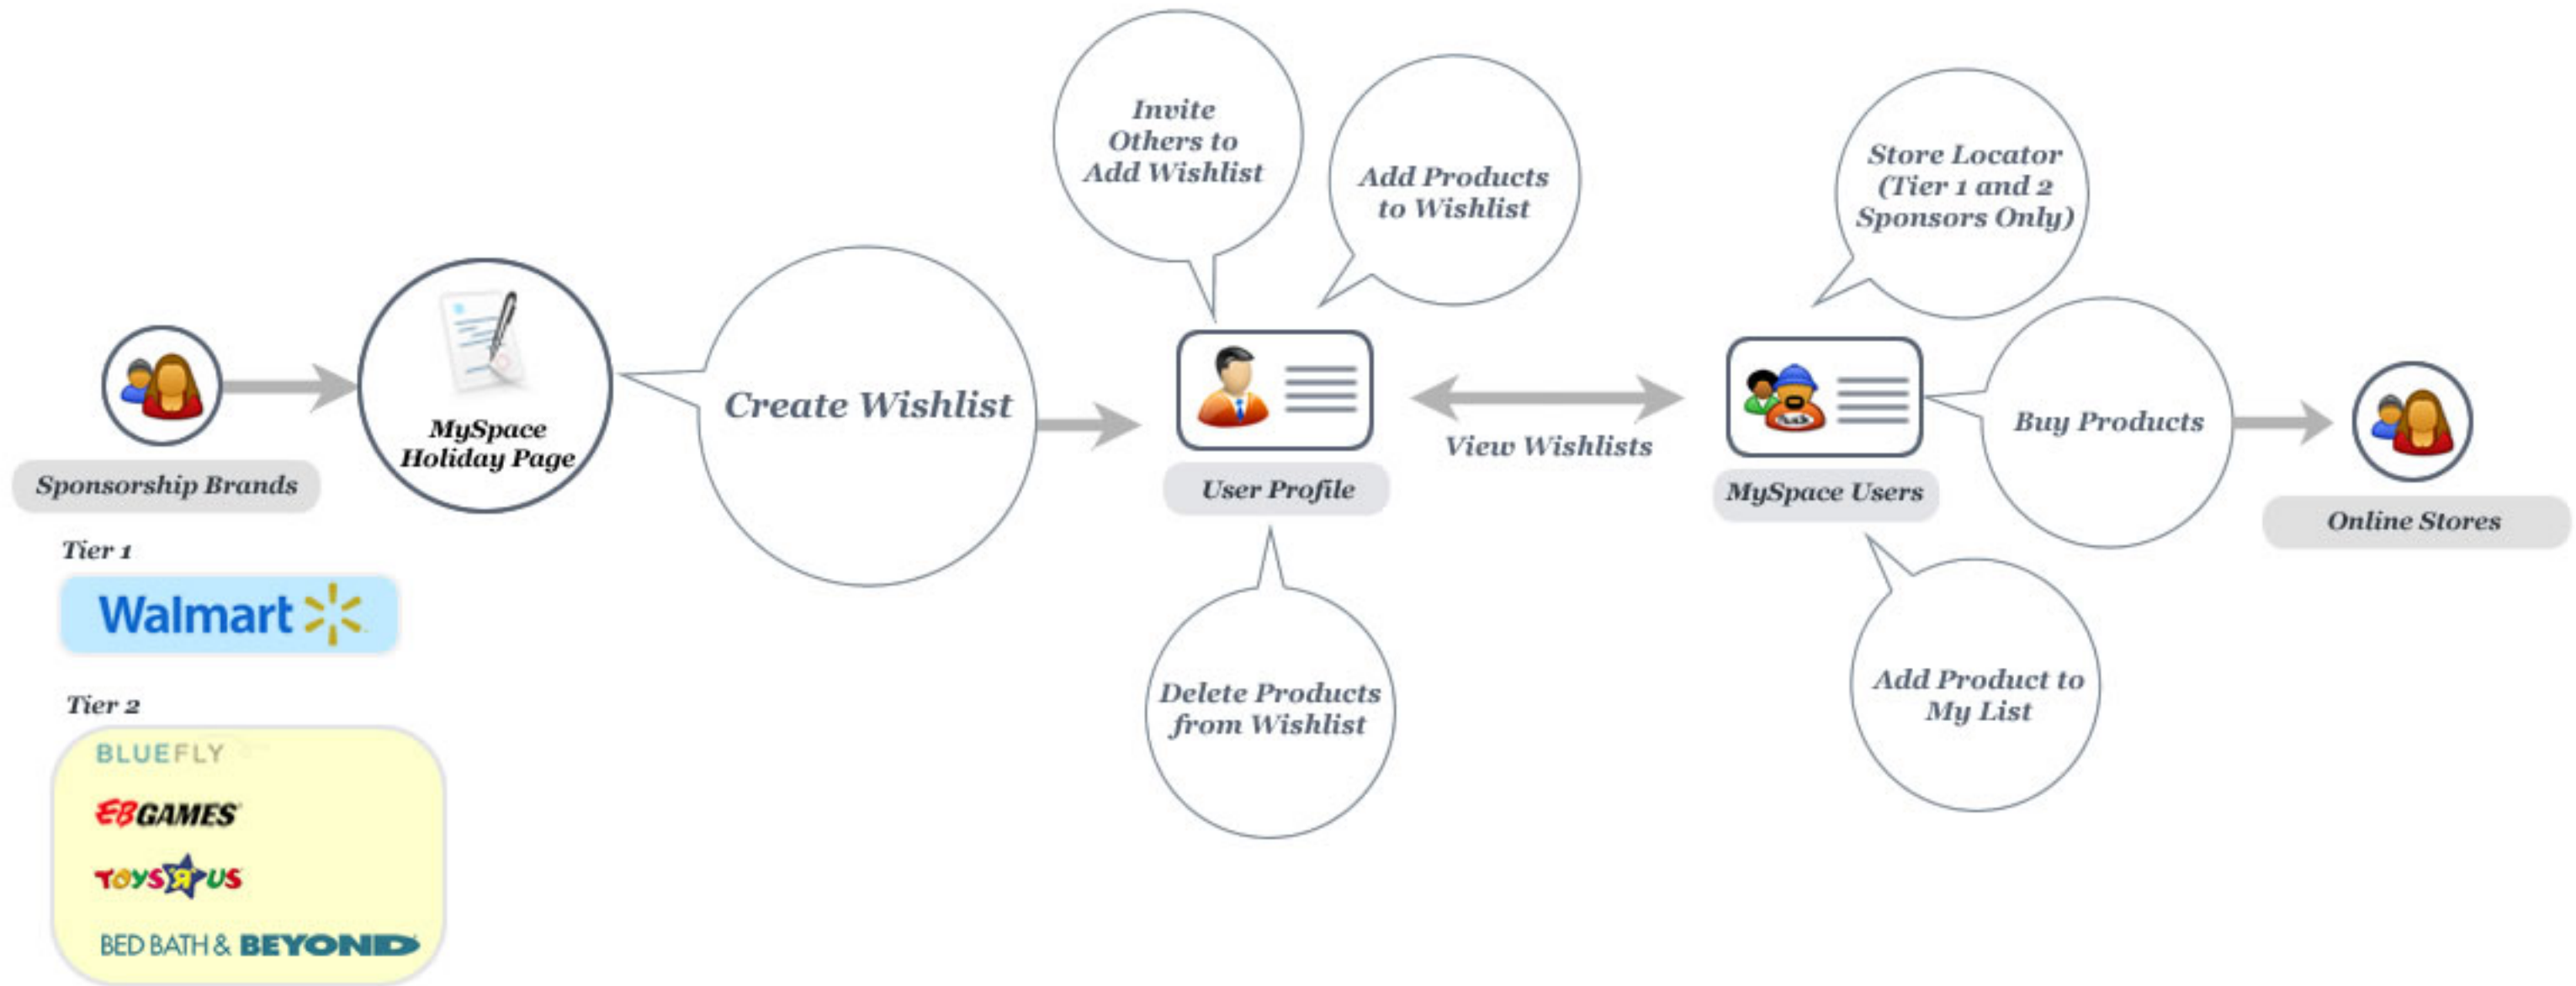 Sponsorship Brands
Tier 1
Walmart
Tier 2
BLUEFLY
EBGAMES
TOYSRUS
BED BATH & BEYOND
MySpace
Holiday Page
Create Wishlist
Invite
Others to
Add Wishlist
Add Products
to Wishlist
User Profile
Delete Products
from Wishlist
View Wishlists
Store Locator
(Tier 1 and 2
Sponsors Only)
MySpace Users
Buy Products
Add Product to
My List
Online Stores